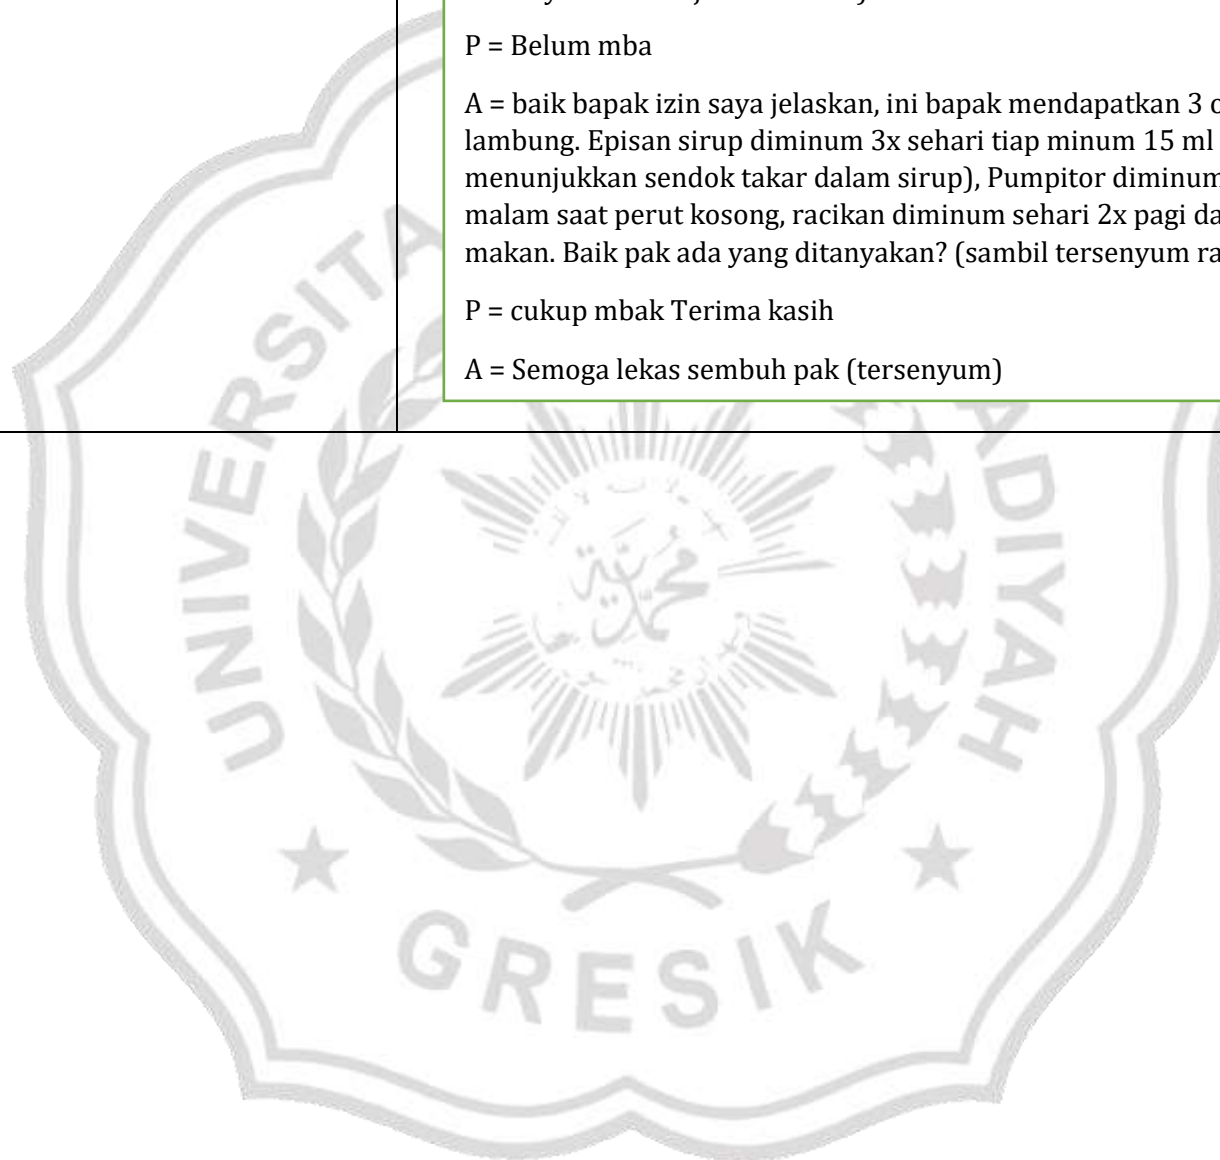 P = Belum mba
A = baik bapak izin saya jelaskan, ini bapak mendapatkan 3
lambung. Episan sirup diminum 3x sehari tiap minum 15 ml
menunjukkan sendok takar dalam sirup), Pumpitor diminum
malam saat perut kosong, racikan diminum sehari 2x pagi
makan. Baik pak ada yang ditanyakan? (sambil tersenyum
P = cukup mbak Terima kasih
A = Semoga lekas sembuh pak (tersenyum)
محمد
GRESIK